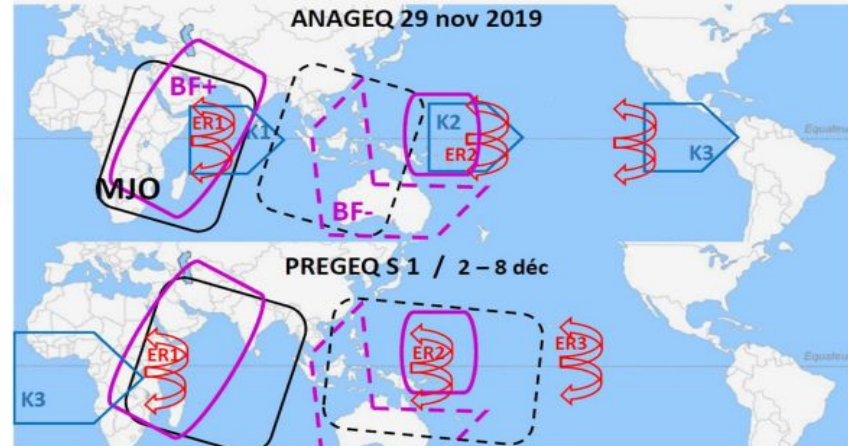 ANAGEQ 29 nov 2019
BF+
ER1
K1
K2
ER2
K3
Equateur
MJO
BF-
PREGEQ S 1 / 2 – 8 déc
ER1
ER2
ER3
K3